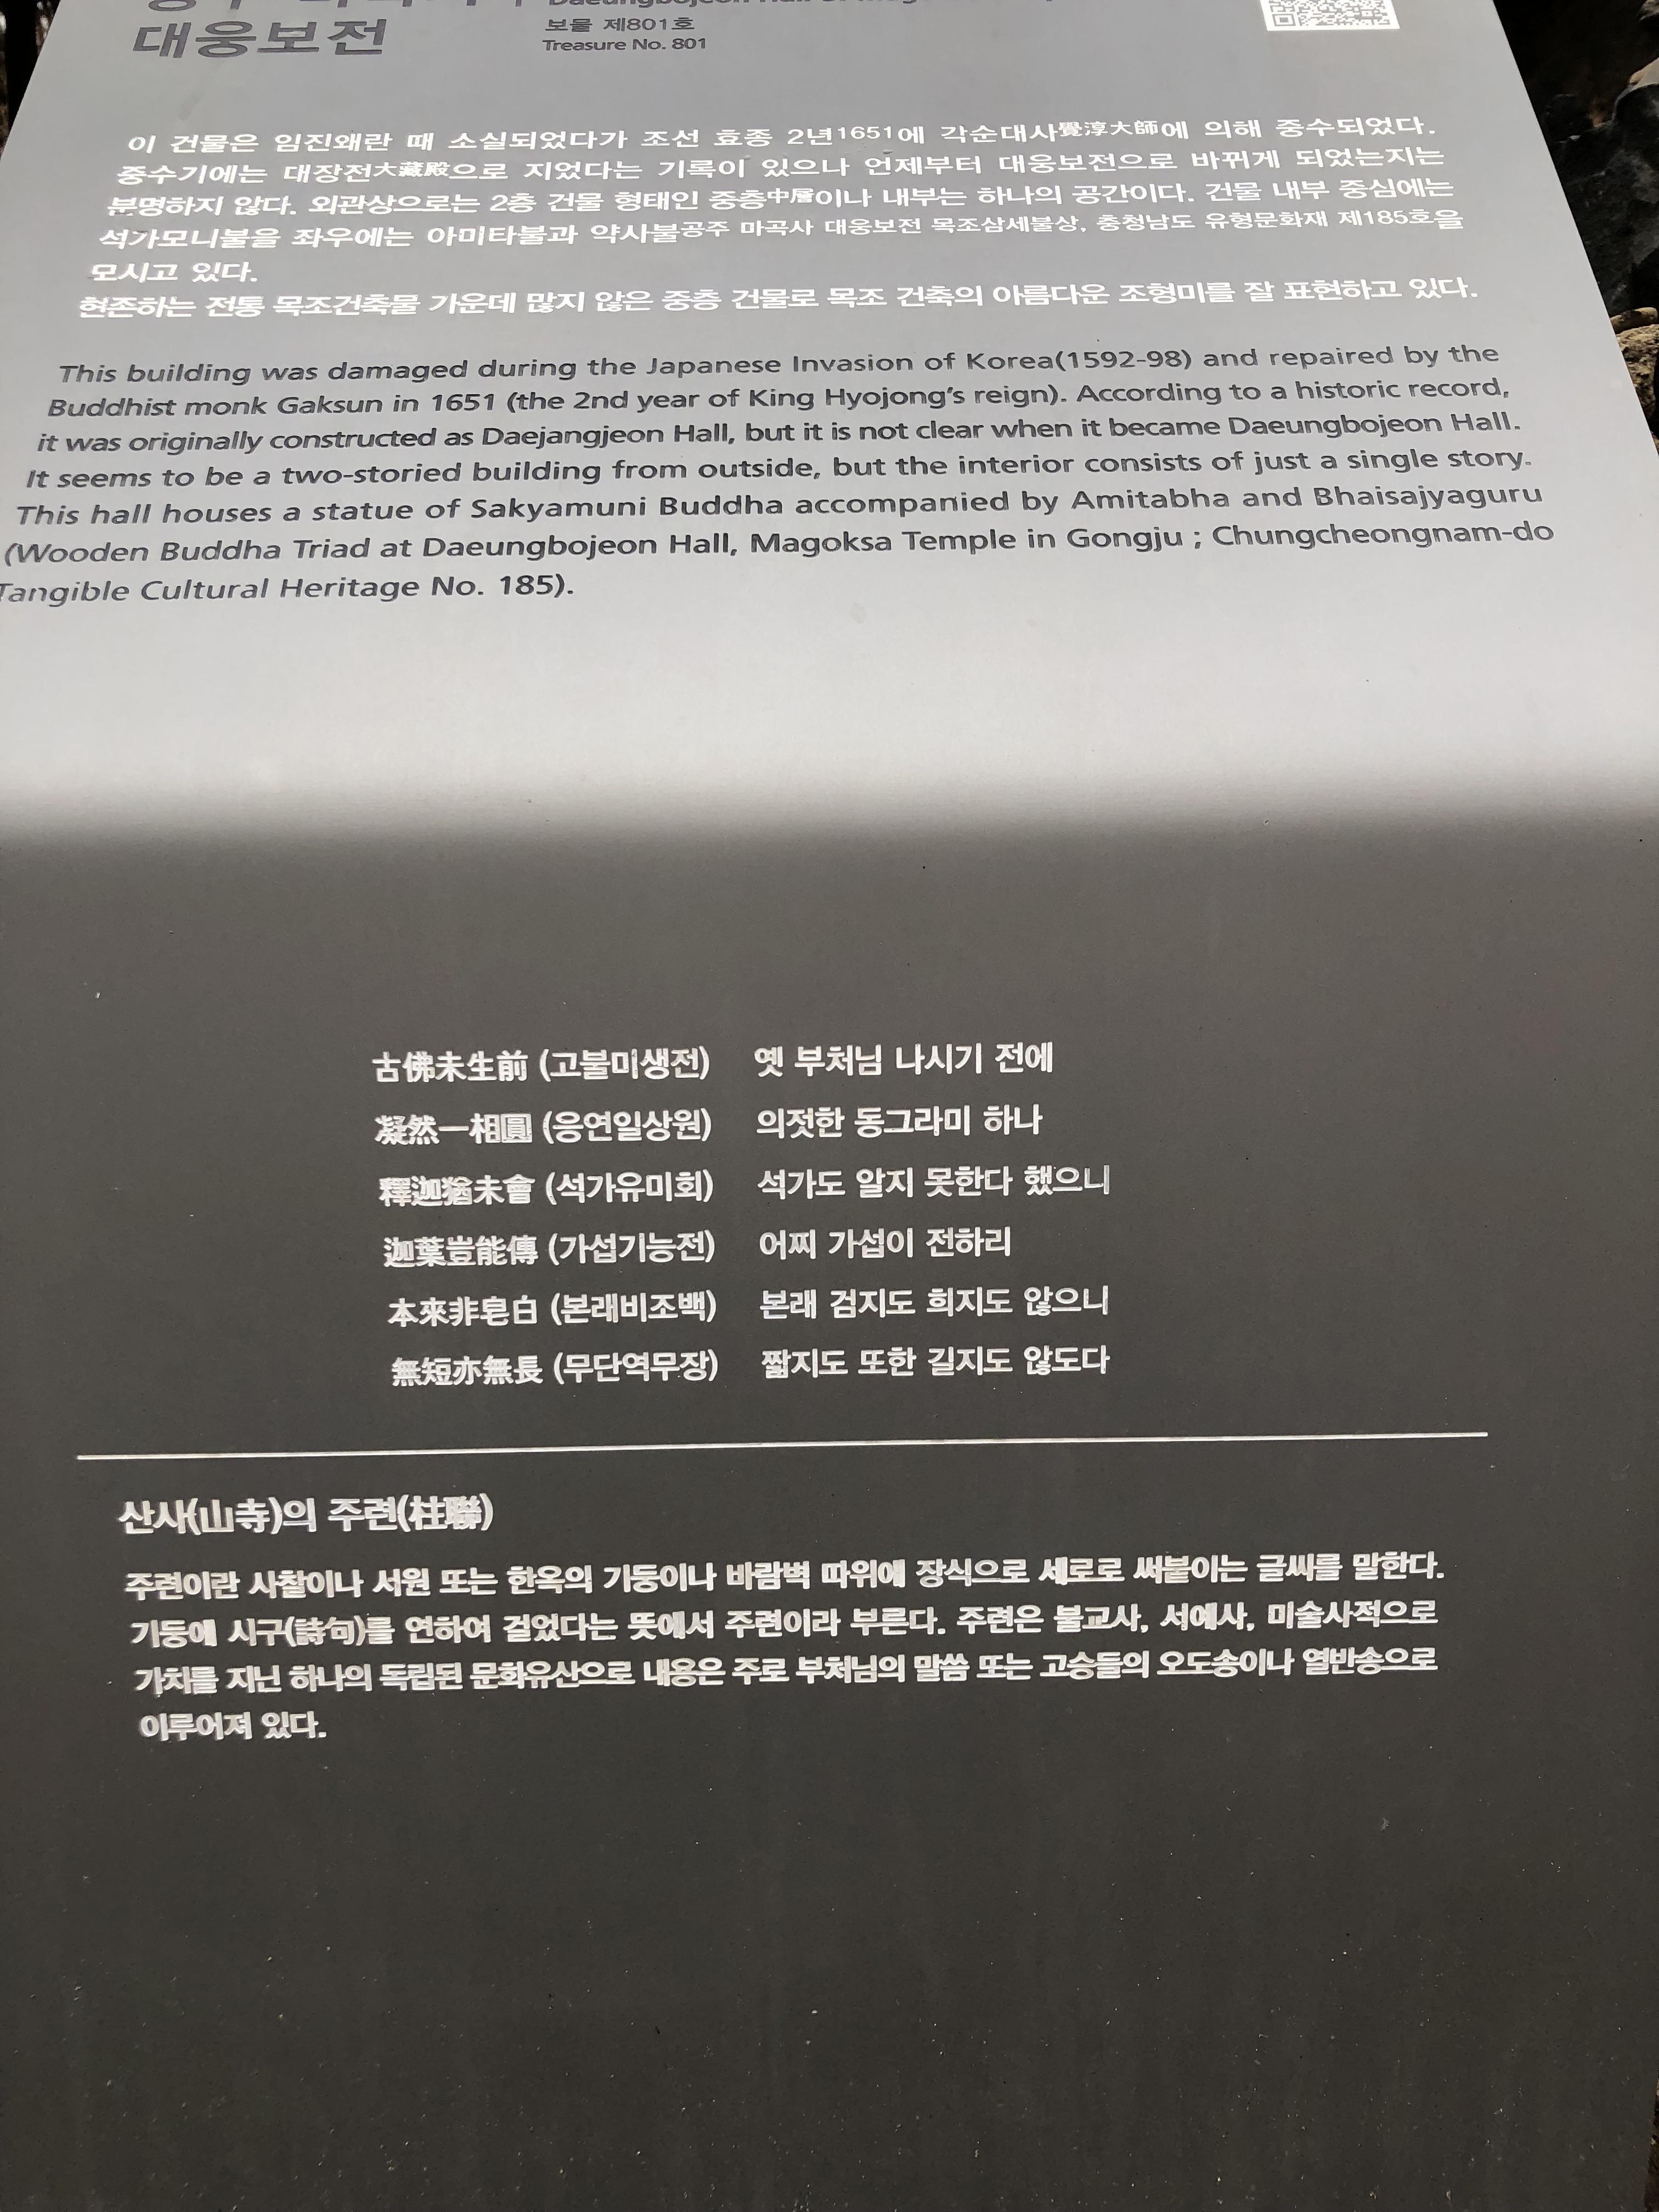 대웅보전
보물 제801호
Treasure No. 801
이 건물은 임진왜란 때 소실되었다가 조선 효종 2년1651에 각순대사覺淳大師에 의해 중수되었다.
중수기에는 대장전大藏殿으로 지었다는 기록이 있으나 언제부터 대웅보전으로 바뀌게 되었는지는
분명하지 않다. 외관상으로는 2층 건물 형태인 중층中層이나 내부는 하나의 공간이다. 건물 내부 중심에는
석가모니불을 좌우에는 아미타불과 약사불공주 마곡사 대웅보전 목조삼세불상, 충청남도 유형문화재 제185호을
모시고 있다.
현존하는 전통 목조건축물 가운데 많지 않은 중층 건물로 목조 건축의 아름다운 조형미를 잘 표현하고 있다.
This building was damaged during the Japanese Invasion of Korea(1592-98) and repaired by the
Buddhist monk Gaksun in 1651 (the 2nd year of King Hyojong's reign). According to a historic record,
it was originally constructed as Daejangjeon Hall, but it is not clear when it became Daeungbojeon Hall.
It seems to be a two-storied building from outside, but the interior consists of just a single story.
This hall houses a statue of Sakyamuni Buddha accompanied by Amitabha and Bhaisajyaguru
(Wooden Buddha Triad at Daeungbojeon Hall, Magoksa Temple in Gongju ; Chungcheongnam-do
Tangible Cultural Heritage No. 185).
古佛未生前 (고불미생전) 옛 부처님 나시기 전에
凝然一相圓 (응연일상원) 의젓한 동그라미 하나
釋迦猶未會 (석가유미회) 석가도 알지 못한다 했으니
迦葉豈能傳 (가섭기능전) 어찌 가섭이 전하리
本來非皂白 (본래비조백) 본래 검지도 희지도 않으니
無短亦無長 (무단역무장) 짧지도 또한 길지도 않도다
산사(山寺)의 주련(柱聯)
주련이란 사찰이나 서원 또는 한옥의 기둥이나 바람벽 따위에 장식으로 세로로 써붙이는 글씨를 말한다.
기둥에 시구(詩句)를 연하여 걸었다는 뜻에서 주련이라 부른다. 주련은 불교사, 서예사, 미술사적으로
가치를 지닌 하나의 독립된 문화유산으로 내용은 주로 부처님의 말씀 또는 고승들의 오도송이나 열반송으로
이루어져 있다.